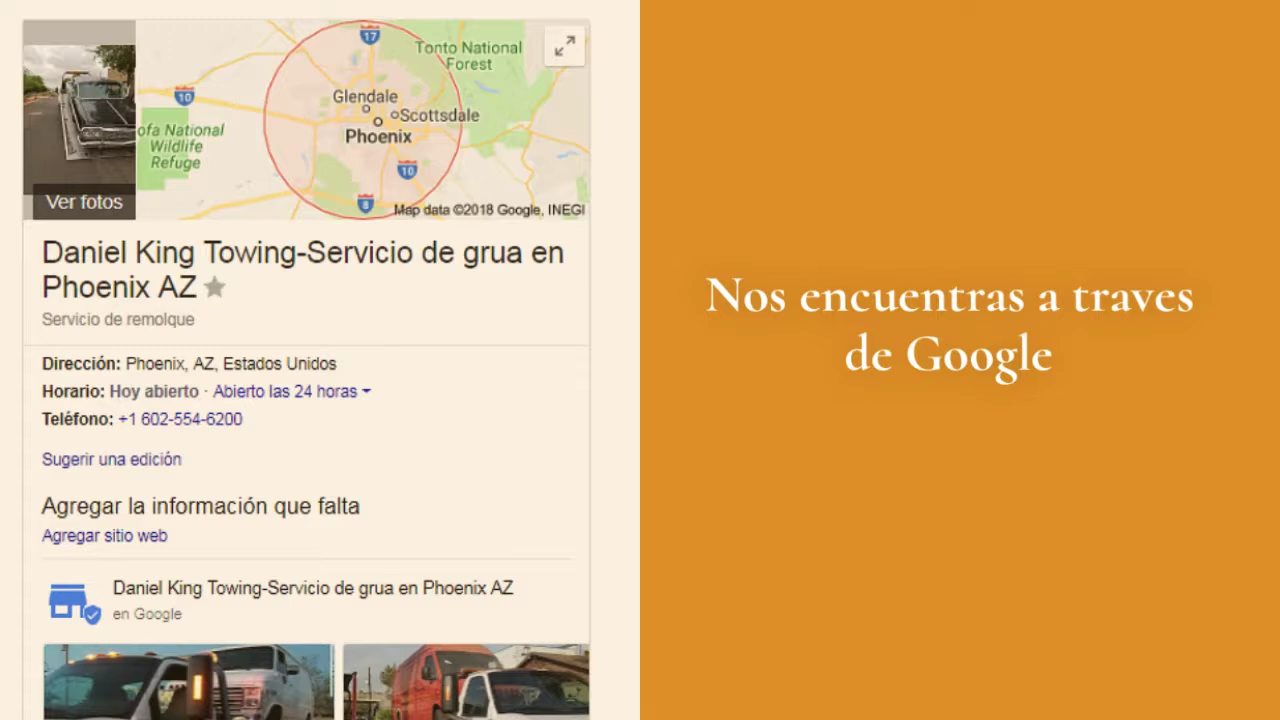 17
Tonto National
Forest
10
Glendale
Scottsdale
Phoenix
ofa National
Wildlife
Refuge
10
8
Map data ©2018 Google, INEGI
Ver fotos
Daniel King Towing-Servicio de grua en
Phoenix AZ
Servicio de remolque
Dirección: Phoenix, AZ, Estados Unidos
Horario: Hoy abierto · Abierto las 24 horas
Teléfono: +1 602-554-6200
Sugerir una edición
Agregar la información que falta
Agregar sitio web
Daniel King Towing-Servicio de grua en Phoenix AZ
en Google
Nos encuentras a traves
de Google